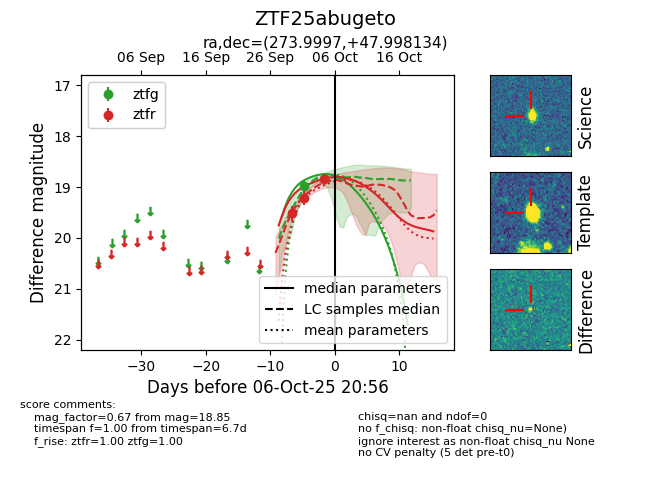 ZTF25abugeto
ra,dec=(273.9997,+47.998134)
06 Sep 16 Sep 26 Sep 06 Oct 16 Oct
17
18
19
20
21
22
Difference magnitude
ztfg
ztfr
median parameters
LC samples median
mean parameters
−30 −20 −10 0 10
Days before 06-Oct-25 20:56
Science
Template
Difference
score comments:
mag_factor=0.67 from mag=18.85
timespan f=1.00 from timespan=6.7d
f_rise: ztfr=1.00 ztfg=1.00
chisq=nan and ndof=0
no f_chisq: non-float chisq_nu=None)
ignore interest as non-float chisq_nu None
no CV penalty (5 det pre-t0)